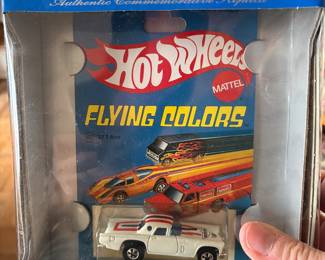 Authentic Commemorative Replica
Hot Wheels
MATTEL
FLYING COLORS